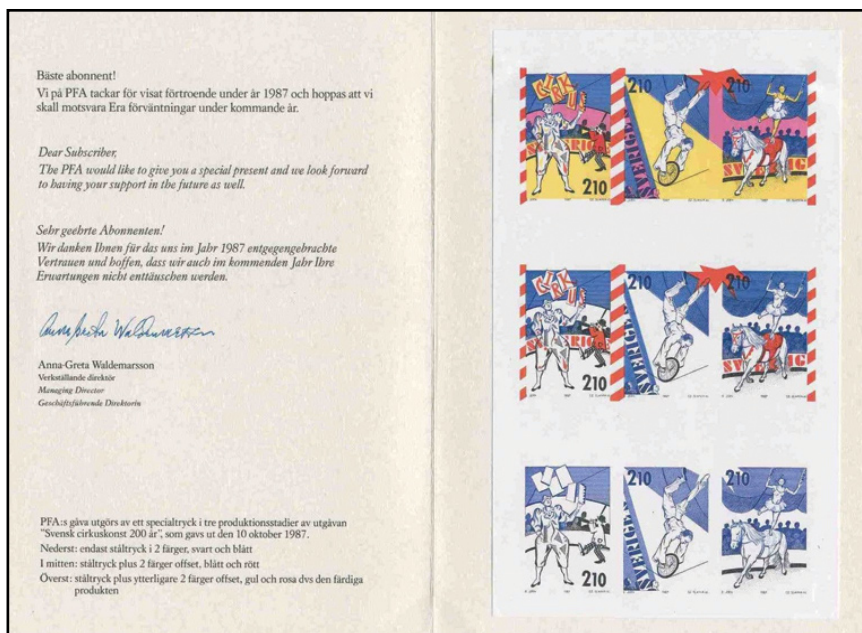 Bäste abonnent!
Vi på PFA tackar för visat förtroende under år 1987 och hoppas att vi
skall motsvara Era förväntningar under kommande år.
Dear Subscriber,
The PFA would like to give you a special present and we look forward
to having your support in the future as well.
Sehr geehrte Abonnenten!
Wir danken Ihnen für das uns im Jahr 1987 entgegengebrachte
Vertrauen und hoffen, dass wir auch im kommenden Jahr Ihre
Erwartungen nicht enttäuschen werden.
Anna-Greta Waldemarsson
Anna-Greta Waldemarsson
Verkställande direktör
Managing Director
Geschäftsführende Direktorin
PFA:s gåva utgörs av ett specialtryck i tre produktionsstadier av utgåvan
"Svensk cirkuskonst 200 år", som gavs ut den 10 oktober 1987.
Nederst: endast ståltryck i 2 färger, svart och blått
I mitten: ståltryck plus 2 färger offset, blått och rött
Överst: ståltryck plus ytterligare 2 färger offset, gul och rosa dvs den färdiga
produkten
CIRKUS
SVERIGE
210
SVERIGE
210
SVERIGE
210
CIRKUS
SVERIGE
210
SVERIGE
210
SVERIGE
210
210
SVERIGE
210
210